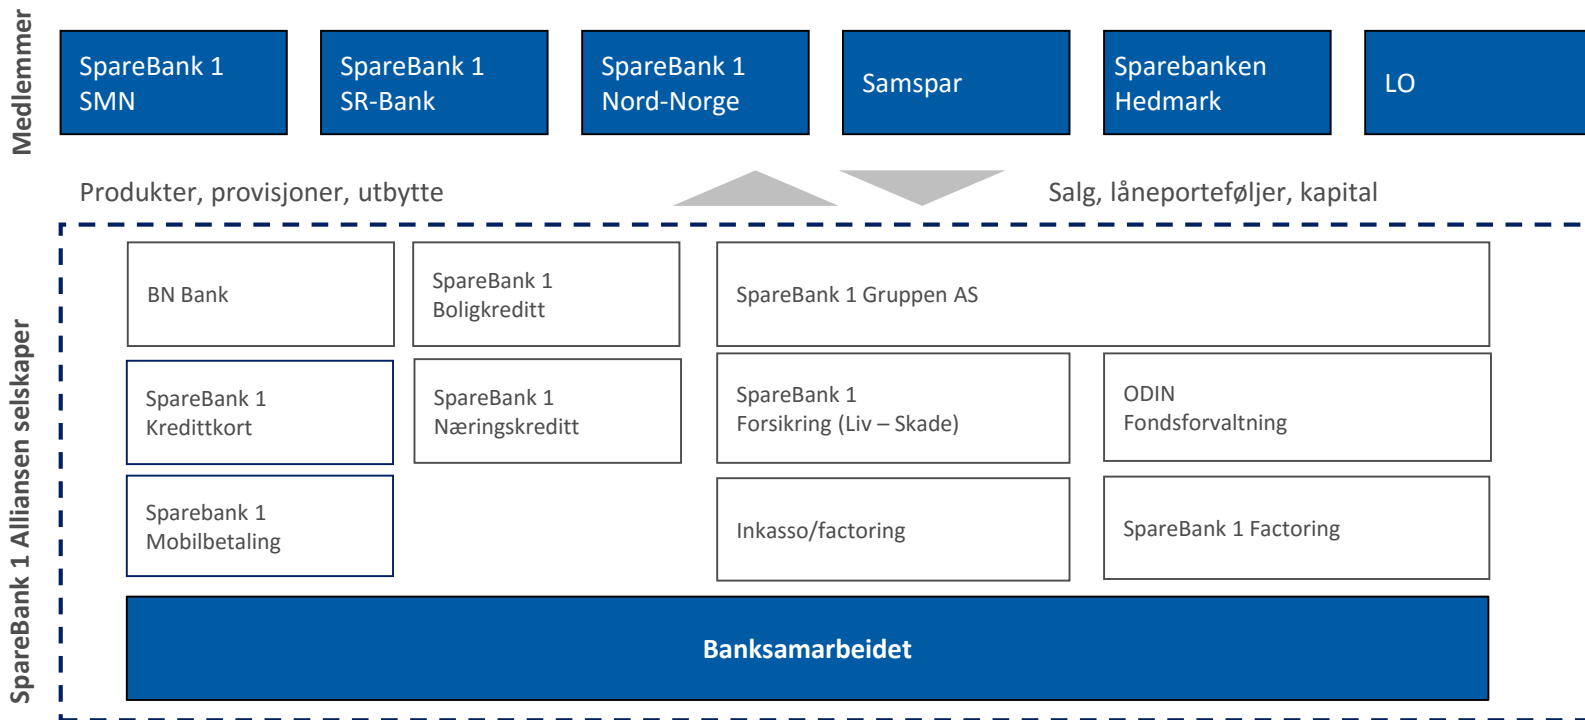 Medlemmer
SpareBank 1
SMN
SpareBank 1
SR-Bank
SpareBank 1
Nord-Norge
Samspar
Sparebanken
Hedmark
LO
Produkter, provisjoner, utbytte
Salg, låneporteføljer, kapital
SpareBank 1 Alliansen selskaper
BN Bank
SpareBank 1
Boligkreditt
SpareBank 1 Gruppen AS
SpareBank 1
Kredittkort
SpareBank 1
Næringskreditt
SpareBank 1
Forsikring (Liv – Skade)
ODIN
Fondsforvaltning
Sparebank 1
Mobilbetaling
Inkasso/factoring
SpareBank 1 Factoring
Banksamarbeidet